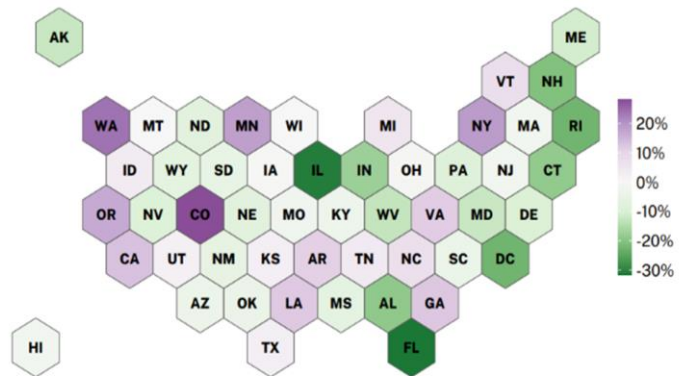 AK ME
VT NH
WA MT ND MN WI MI NY MA RI
ID WY SD IA IL IN OH PA NJ CT
OR NV CO NE MO KY WV VA MD DE
CA UT NM KS AR TN NC SC DC
AZ OK LA MS AL GA
HI TX FL
20%
10%
0%
-10%
-20%
-30%